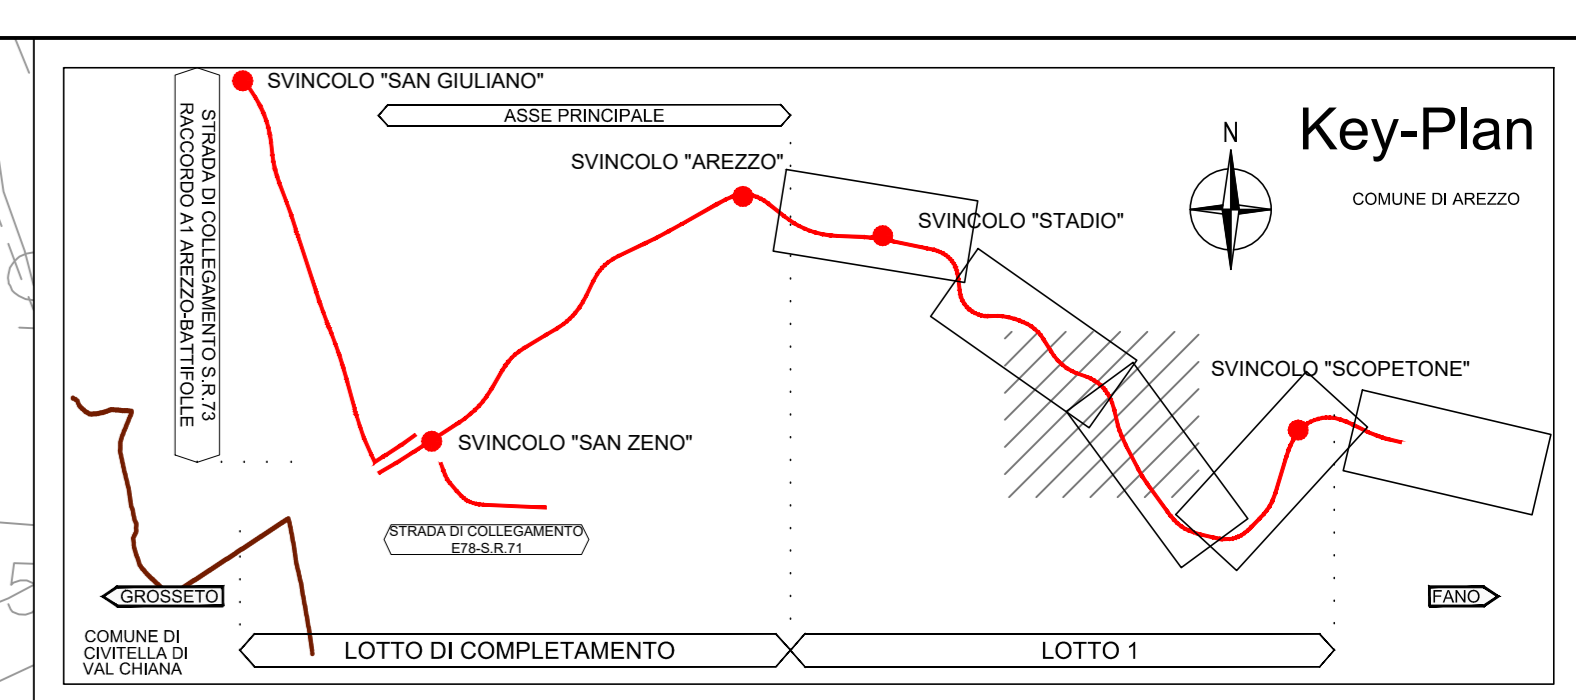 SVINCOLO "SAN GIULIANO"
STRADA DI COLLEGAMENTO S.R.73
RACCORDO A1 AREZZO-BATTIFOLLE
ASSE PRINCIPALE
Key-Plan
N
SVINCOLO "AREZZO"
COMUNE DI AREZZO
SVINCOLO "STADIO"
SVINCOLO "SCOPETONE"
SVINCOLO "SAN ZENO"
STRADA DI COLLEGAMENTO
E78-S.R.71
GROSSETO
FANO
COMUNE DI
CIVITELLA DI
VAL CHIANA
LOTTO DI COMPLETAMENTO
LOTTO 1